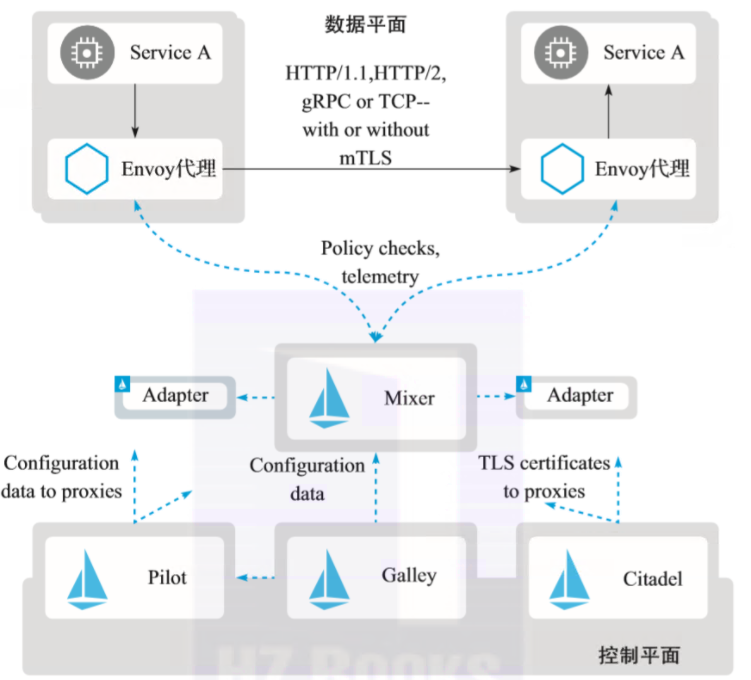 数据平面
Service A
Service A
HTTP/1.1,HTTP/2,
gRPC or TCP--
with or without
mTLS
Envoy代理
Envoy代理
Policy checks,
telemetry
Adapter
Mixer
Adapter
Configuration
data to proxies
Configuration
data
TLS certificates
to proxies
Pilot
Galley
Citadel
控制平面
HZ BOOKS